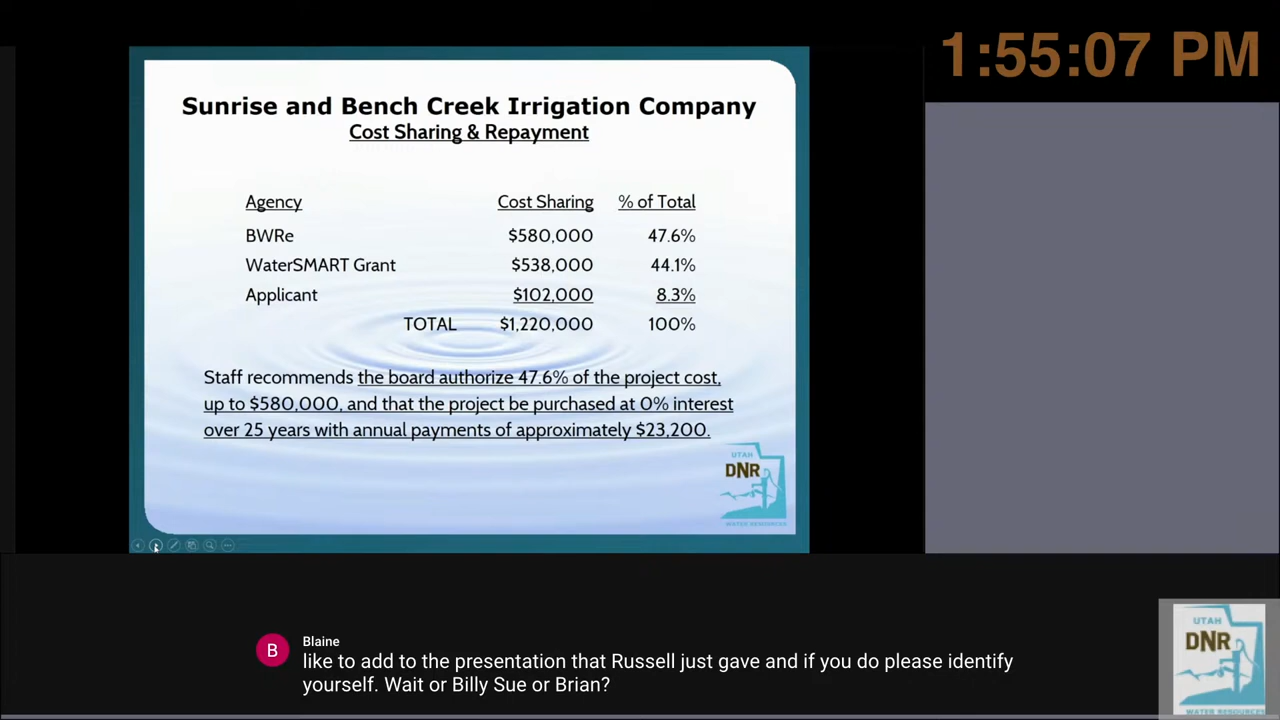 1:55:07 PM
Sunrise and Bench Creek Irrigation Company
Cost Sharing & Repayment
Agency Cost Sharing % of Total
BWRe $580,000 47.6%
WaterSMART Grant $538,000 44.1%
Applicant $102,000 8.3%
TOTAL $1,220,000 100%
Staff recommends the board authorize 47.6% of the project cost,
up to $580,000, and that the project be purchased at 0% interest
over 25 years with annual payments of approximately $23,200.
UTAH
DNR
WATER RESOURCES
B Blaine
like to add to the presentation that Russell just gave and if you do please identify
yourself. Wait or Billy Sue or Brian?
UTAH
DNR
WATER RESOURCES